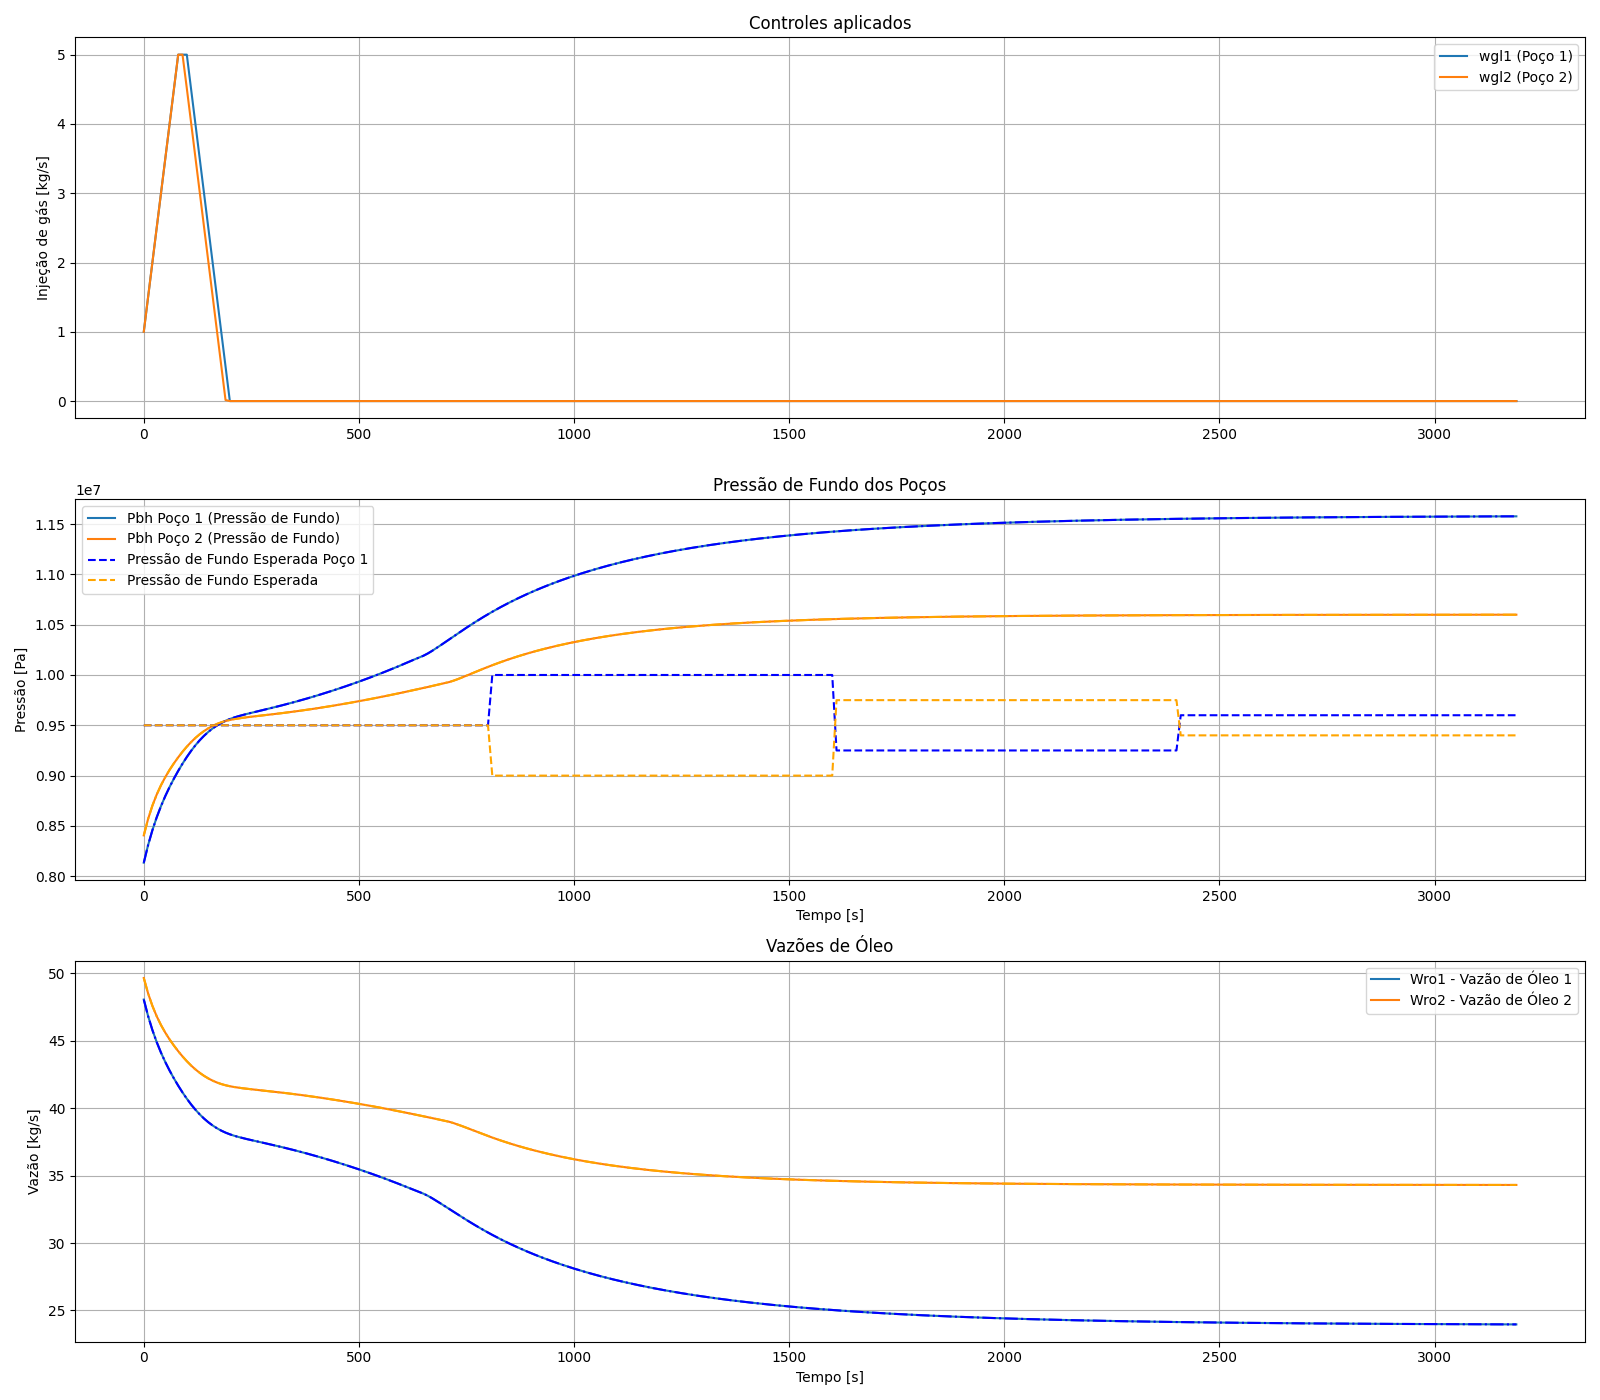 Controles aplicados
Injeção de gás [kg/s]
5
4
3
2
1
0
wgl1 (Poço 1)
wgl2 (Poço 2)
0 500 1000 1500 2000 2500 3000
Pressão de Fundo dos Poços
1e7
Pressão [Pa]
1.15
1.10
1.05
1.00
0.95
0.90
0.85
0.80
Pbh Poço 1 (Pressão de Fundo)
Pbh Poço 2 (Pressão de Fundo)
Pressão de Fundo Esperada Poço 1
Pressão de Fundo Esperada
0 500 1000 1500 2000 2500 3000
Tempo [s]
Vazões de Óleo
Vazão [kg/s]
50
45
40
35
30
25
Wro1 - Vazão de Óleo 1
Wro2 - Vazão de Óleo 2
0 500 1000 1500 2000 2500 3000
Tempo [s]